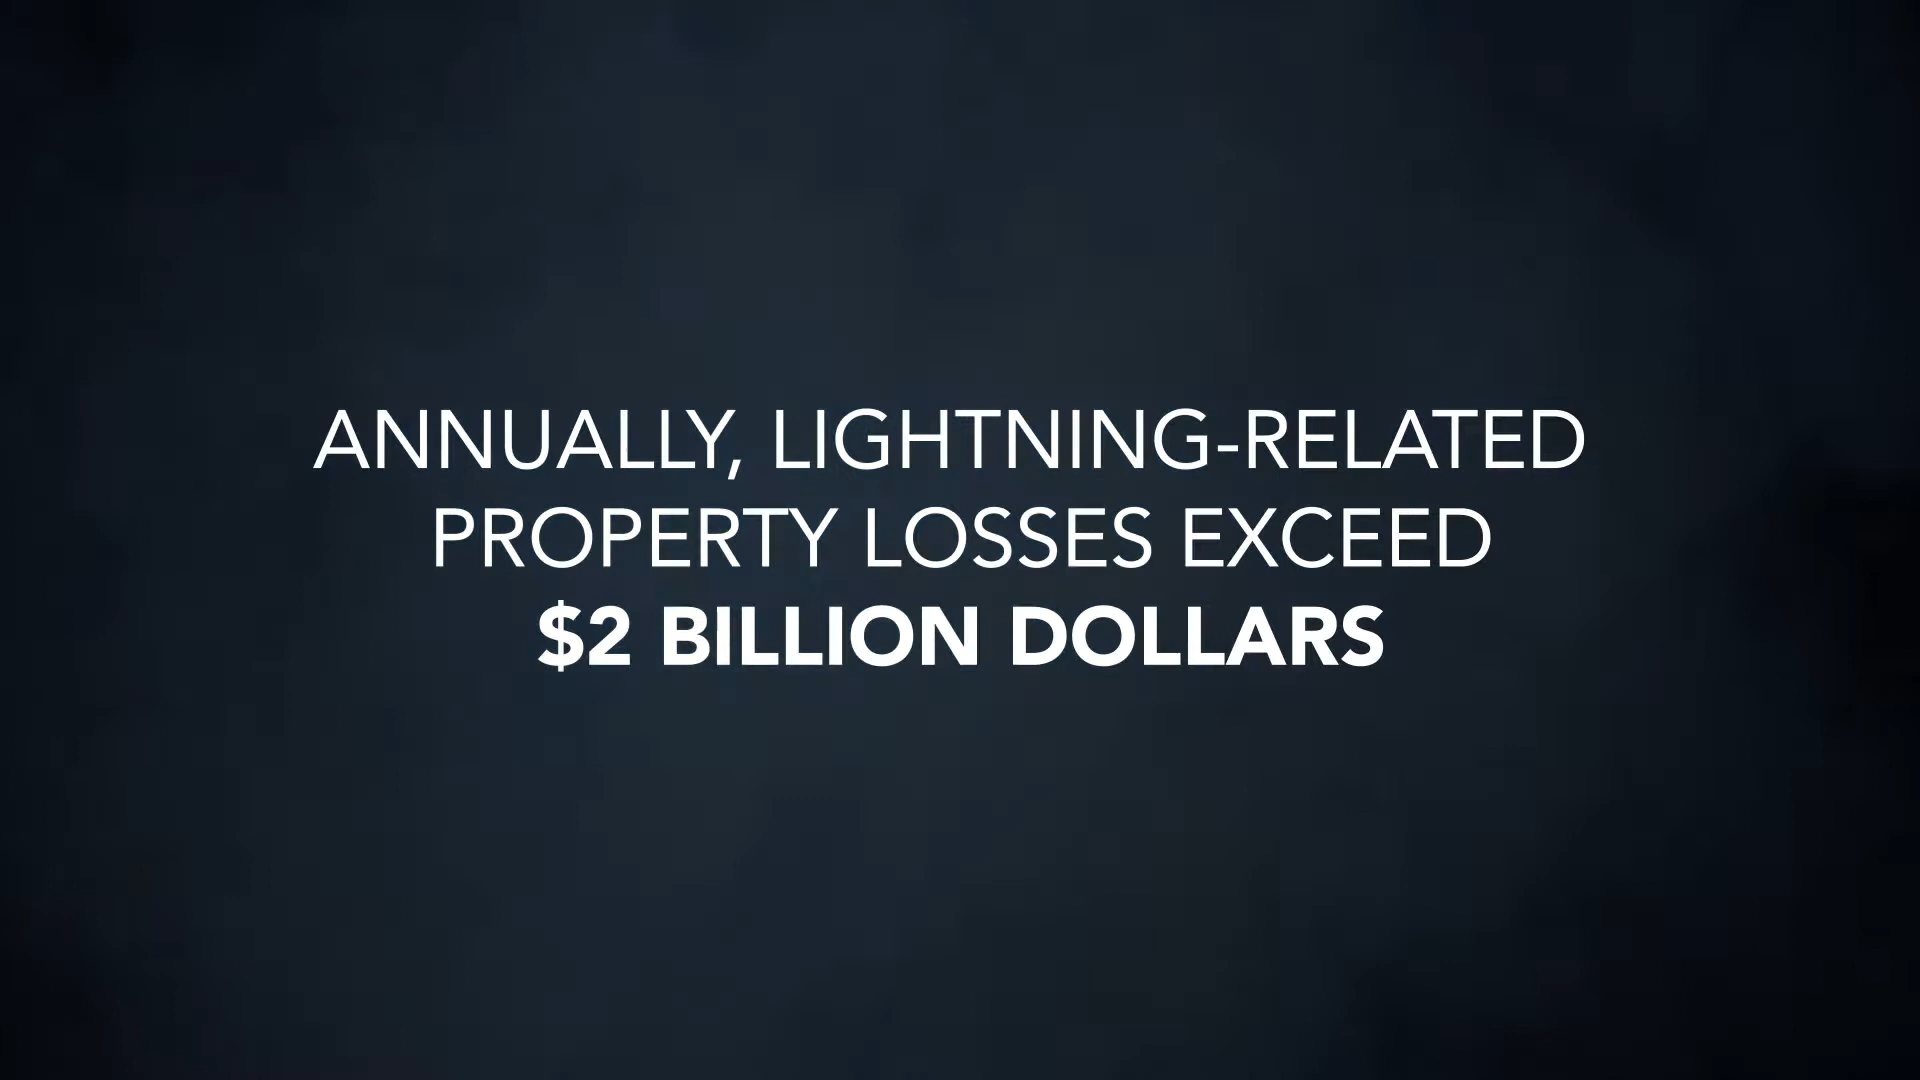 ANNUALLY, LIGHTNING-RELATED
PROPERTY LOSSES EXCEED
$2 BILLION DOLLARS